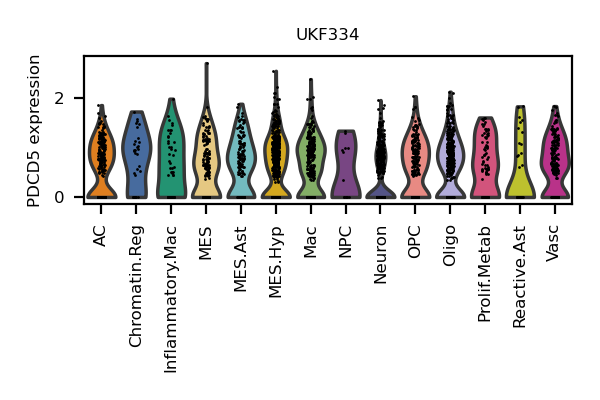 UKF334
PDCD5 expression
2
0
AC
Chromatin.Reg
Inflammatory.Mac
MES
MES.Ast
MES.Hyp
Mac
NPC
Neuron
OPC
Oligo
Prolif.Metab
Reactive.Ast
Vasc